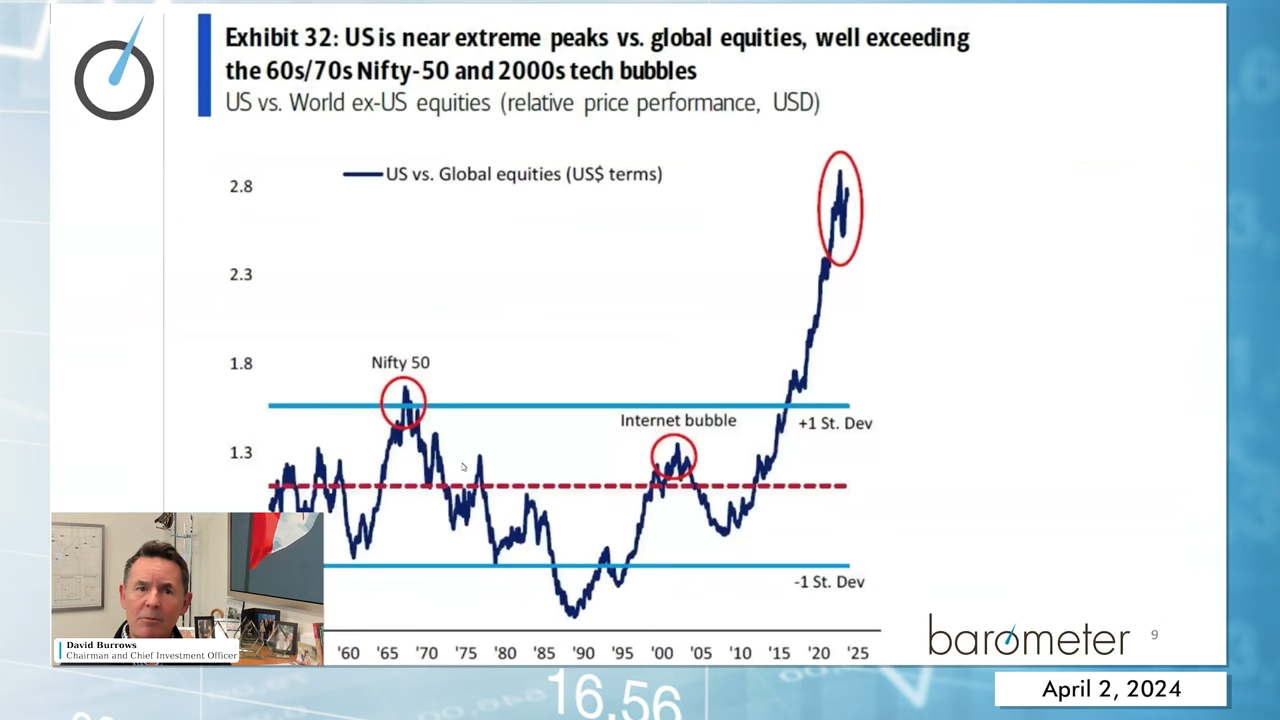 Exhibit 32: US is near extreme peaks vs. global equities, well exceeding
the 60s/70s Nifty-50 and 2000s tech bubbles
US vs. World ex-US equities (relative price performance, USD)
US vs. Global equities (US$ terms)
2.8
2.3
1.8
1.3
Nifty 50
Internet bubble
+1 St. Dev
-1 St. Dev
'60 '65 '70 '75 '80 '85 '90 '95 '00 '05 '10 '15 '20 '25
David Burrows
Chairman and Chief Investment Officer
barometer
9
April 2, 2024
16.56